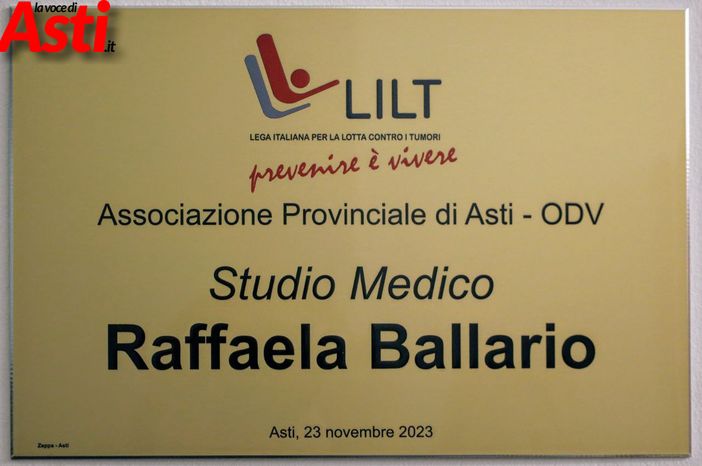 la voce di
Asti.it
LILT
LEGA ITALIANA PER LA LOTTA CONTRO I TUMORI
prevenire è vivere
Associazione Provinciale di Asti - ODV
Studio Medico
Raffaela Ballario
Asti, 23 novembre 2023
Zappa - Asti